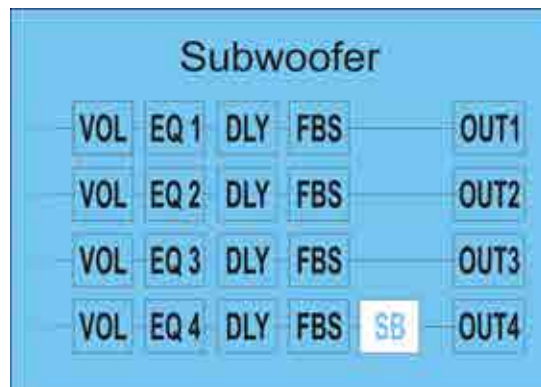 Subwoofer
VOL EQ 1 DLY FBS OUT1
VOL EQ 2 DLY FBS OUT2
VOL EQ 3 DLY FBS OUT3
VOL EQ 4 DLY FBS SB OUT4